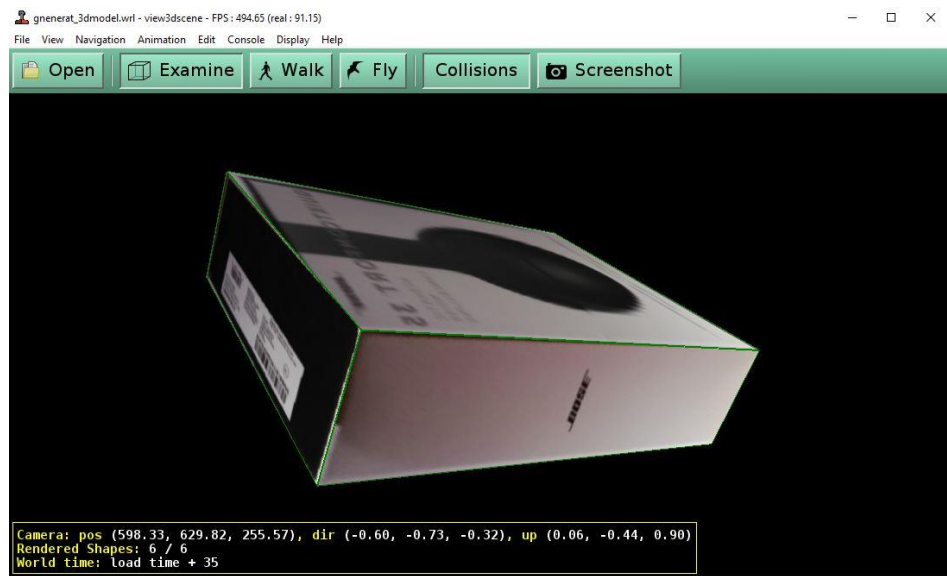 gnenerat_3dmodel.wrl - view3dscene - FPS : 494.65 (real : 91.15)
File View Navigation Animation Edit Console Display Help
Open Examine Walk Fly Collisions Screenshot
BOSE
Camera: pos (598.33, 629.82, 255.57), dir (-0.60, -0.73, -0.32), up (0.06, -0.44, 0.90)
Rendered Shapes: 6 / 6
World time: load time + 35